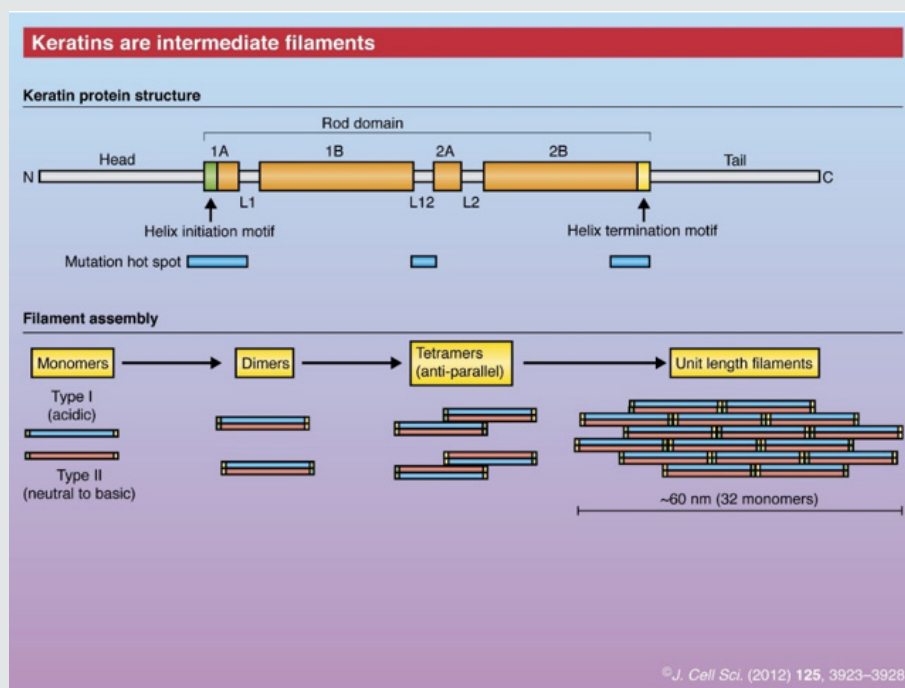 Keratins are intermediate filaments
Keratin protein structure
Rod domain
Head
1A
1B
2A
2B
Tail
N
C
L1
L12
L2
Helix initiation motif
Helix termination motif
Mutation hot spot
Filament assembly
Monomers
Dimers
Tetramers
(anti-parallel)
Unit length filaments
Type I
(acidic)
Type II
(neutral to basic)
~60 nm (32 monomers)
©J. Cell Sci. (2012) 125, 3923–3928